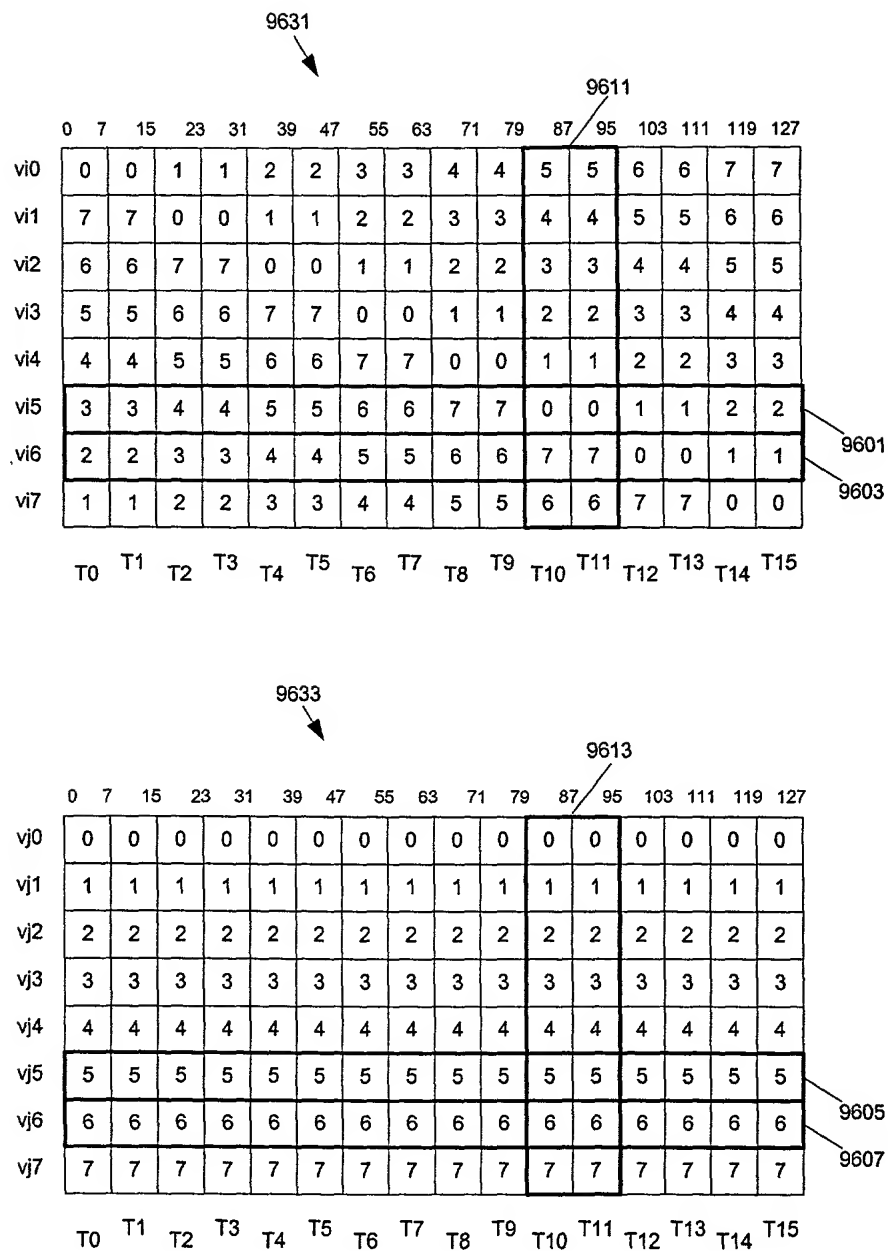 9631
9611
0 7 15 23 31 39 47 55 63 71 79 87 95 103 111 119 127
vi0 0 0 1 1 2 2 3 3 4 4 5 5 6 6 7 7
vi1 7 7 0 0 1 1 2 2 3 3 4 4 5 5 6 6
vi2 6 6 7 7 0 0 1 1 2 2 3 3 4 4 5 5
vi3 5 5 6 6 7 7 0 0 1 1 2 2 3 3 4 4
vi4 4 4 5 5 6 6 7 7 0 0 1 1 2 2 3 3
vi5 3 3 4 4 5 5 6 6 7 7 0 0 1 1 2 2
9601
vi6 2 2 3 3 4 4 5 5 6 6 7 7 0 0 1 1
9603
vi7 1 1 2 2 3 3 4 4 5 5 6 6 7 7 0 0
T0 T1 T2 T3 T4 T5 T6 T7 T8 T9 T10 T11 T12 T13 T14 T15
9633
9613
0 7 15 23 31 39 47 55 63 71 79 87 95 103 111 119 127
vj0 0 0 0 0 0 0 0 0 0 0 0 0 0 0 0 0
vj1 1 1 1 1 1 1 1 1 1 1 1 1 1 1 1 1
vj2 2 2 2 2 2 2 2 2 2 2 2 2 2 2 2 2
vj3 3 3 3 3 3 3 3 3 3 3 3 3 3 3 3 3
vj4 4 4 4 4 4 4 4 4 4 4 4 4 4 4 4 4
vj5 5 5 5 5 5 5 5 5 5 5 5 5 5 5 5 5
9605
vj6 6 6 6 6 6 6 6 6 6 6 6 6 6 6 6 6
9607
vj7 7 7 7 7 7 7 7 7 7 7 7 7 7 7 7 7
T0 T1 T2 T3 T4 T5 T6 T7 T8 T9 T10 T11 T12 T13 T14 T15